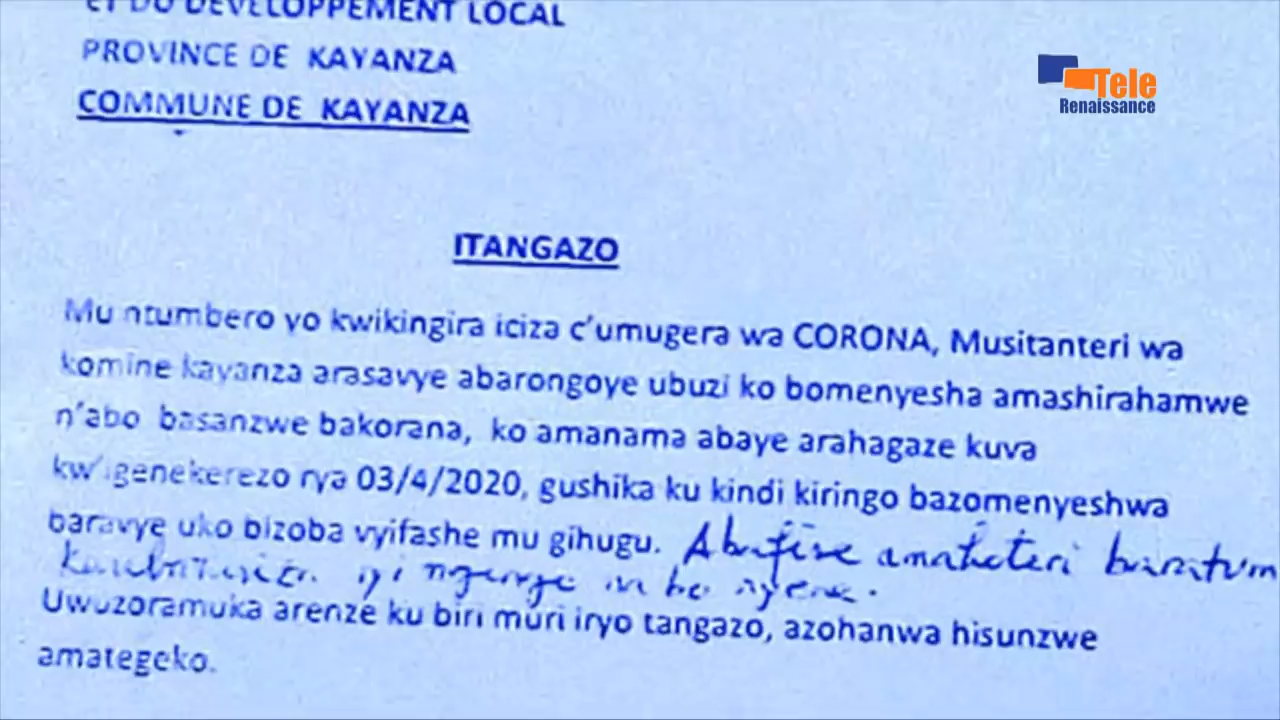 ET DU DEVELOPPEMENT LOCAL
PROVINCE DE KAYANZA
COMMUNE DE KAYANZA
Tele
Renaissance
ITANGAZO
Mu ntumbero yo kwikingira iciza c'umugera wa CORONA, Musitanteri wa
komine kayanza arasavye abarongoye ubuzi ko bomenyesha amashirahamwe
n'abo basanzwe bakorana, ko amanama abaye arahagaze kuva
kw'igenekerezo rya 03/4/2020, gushika ku kindi kiringo bazomenyeshwa
baravye uko bizoba vyifashe mu gihugu. Abafise amahoteri
Uwuzoramuka arenze ku biri muri iryo tangazo, azohanwa hisunzwe
amategeko.